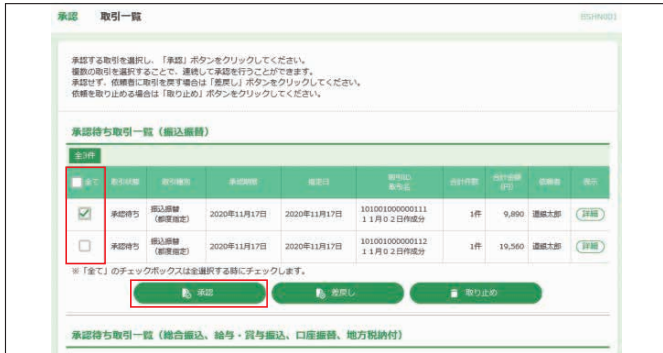 承認 取引一覧 BSHN001
承認する取引を選択し、「承認」ボタンをクリックしてください。
複数の取引を選択することで、連続して承認を行うことができます。
承認せず、依頼者に取引を戻す場合は「差戻し」ボタンをクリックしてください。
依頼を取り止める場合は「取り止め」ボタンをクリックしてください。
承認待ち取引一覧（振込振替）
全3件
全て 取引状態 取引種別 承認期限 指定日 取引ID 合計件数 合計金額 依頼者 表示
取引名 (円)
承認待ち 振込振替 2020年11月17日 2020年11月17日 101001000000111 1件 9,890 道銀太郎 詳細
（都度指定） 11月02日作成分
承認待ち 振込振替 2020年11月17日 2020年11月17日 101001000000112 1件 19,560 道銀太郎 詳細
（都度指定） 11月02日作成分
※「全て」のチェックボックスは全選択する時にチェックします。
承認 差戻し 取り止め
承認待ち取引一覧（総合振込、給与・賞与振込、口座振替、地方税納付）